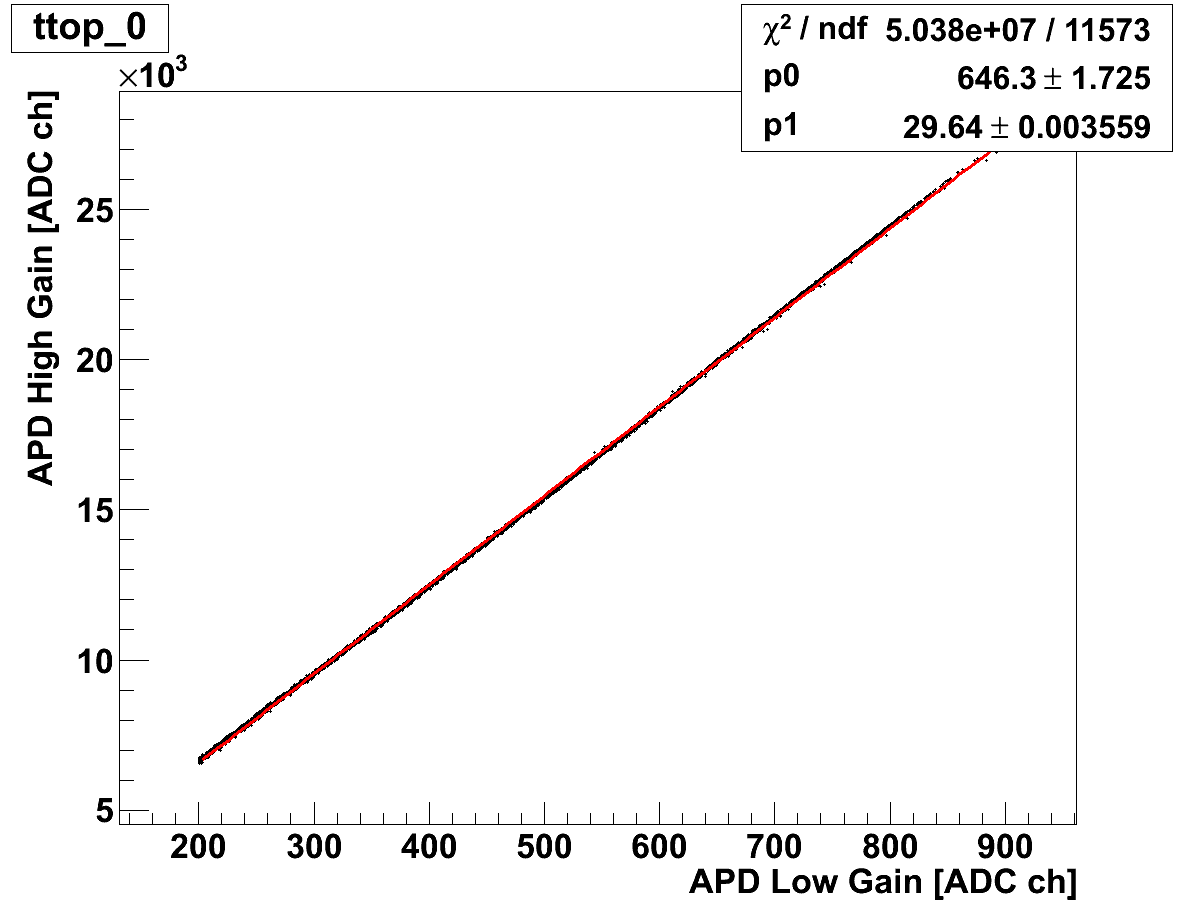 ttop_0
χ² / ndf 5.038e+07 / 11573
p0 646.3 ± 1.725
p1 29.64 ± 0.003559
×10³
APD High Gain [ADC ch]
25
20
15
10
5
200 300 400 500 600 700 800 900
APD Low Gain [ADC ch]